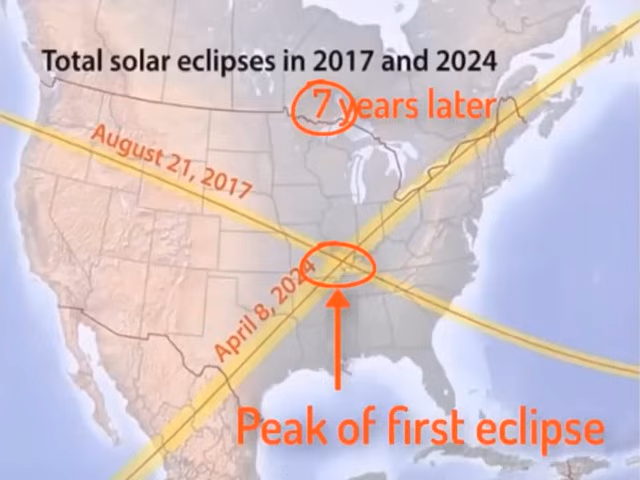 Total solar eclipses in 2017 and 2024
7 years later
August 21, 2017
April 8, 2024
Peak of first eclipse